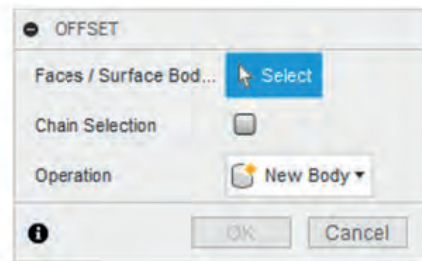 OFFSET
Faces / Surface Bod... Select
Chain Selection
Operation New Body
OK Cancel